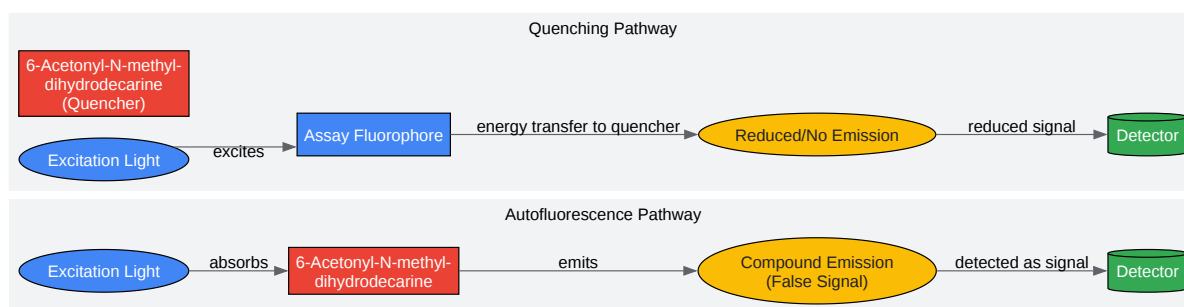 Quenching Pathway
6-Acetonyl-N-methyl-
dihydrodecarine
(Quencher)
Excitation Light
excites
Assay Fluorophore
energy transfer to quencher
Reduced/No Emission
reduced signal
Detector
Autofluorescence Pathway
Excitation Light
absorbs
6-Acetonyl-N-methyl-
dihydrodecarine
emits
Compound Emission
(False Signal)
detected as signal
Detector